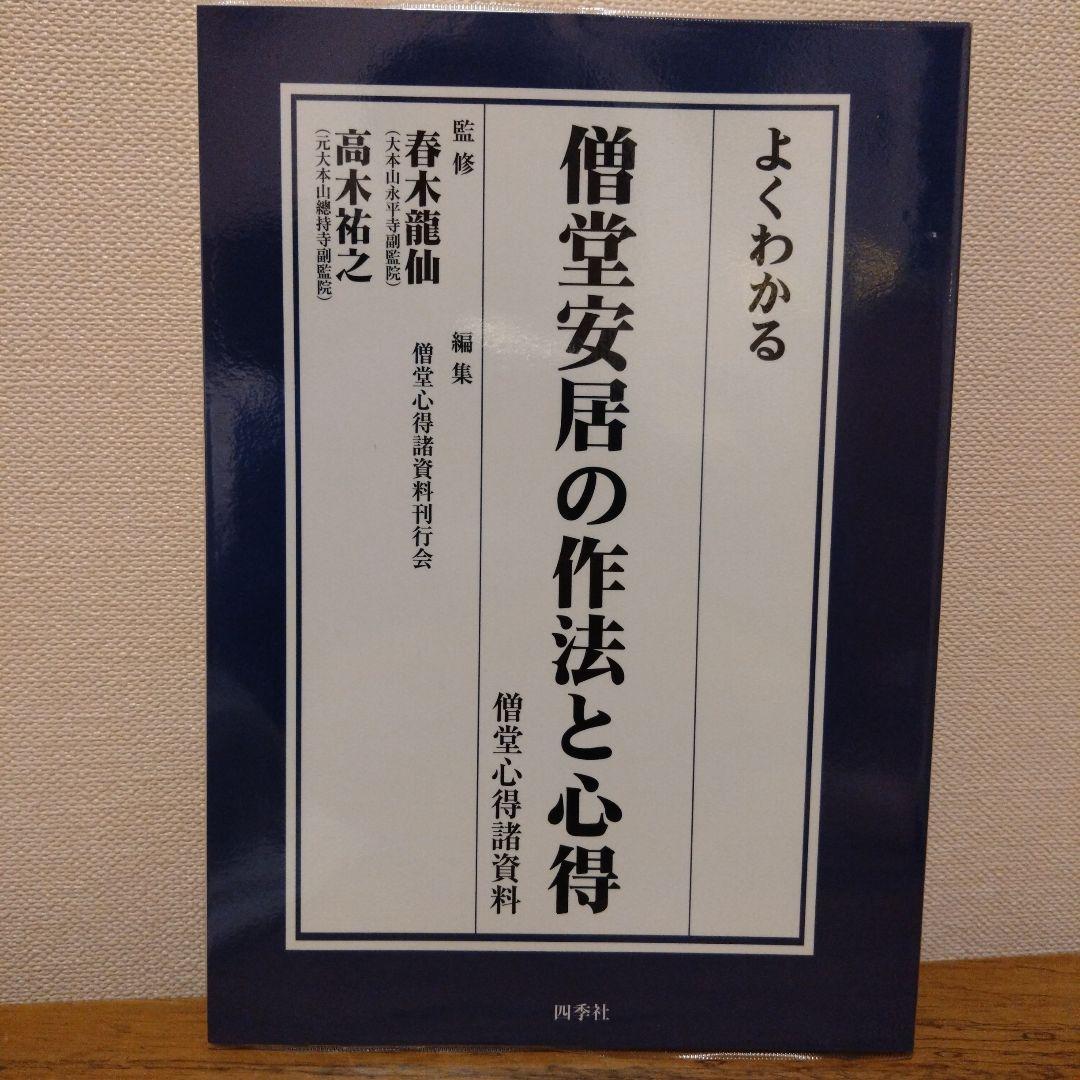 よくわかる
僧堂安居の作法と心得
僧堂心得諸資料
監修
春木龍仙
(大本山永平寺副監院)
高木祐之
(元大本山總持寺副監院)
編集
僧堂心得諸資料刊行会
四季社